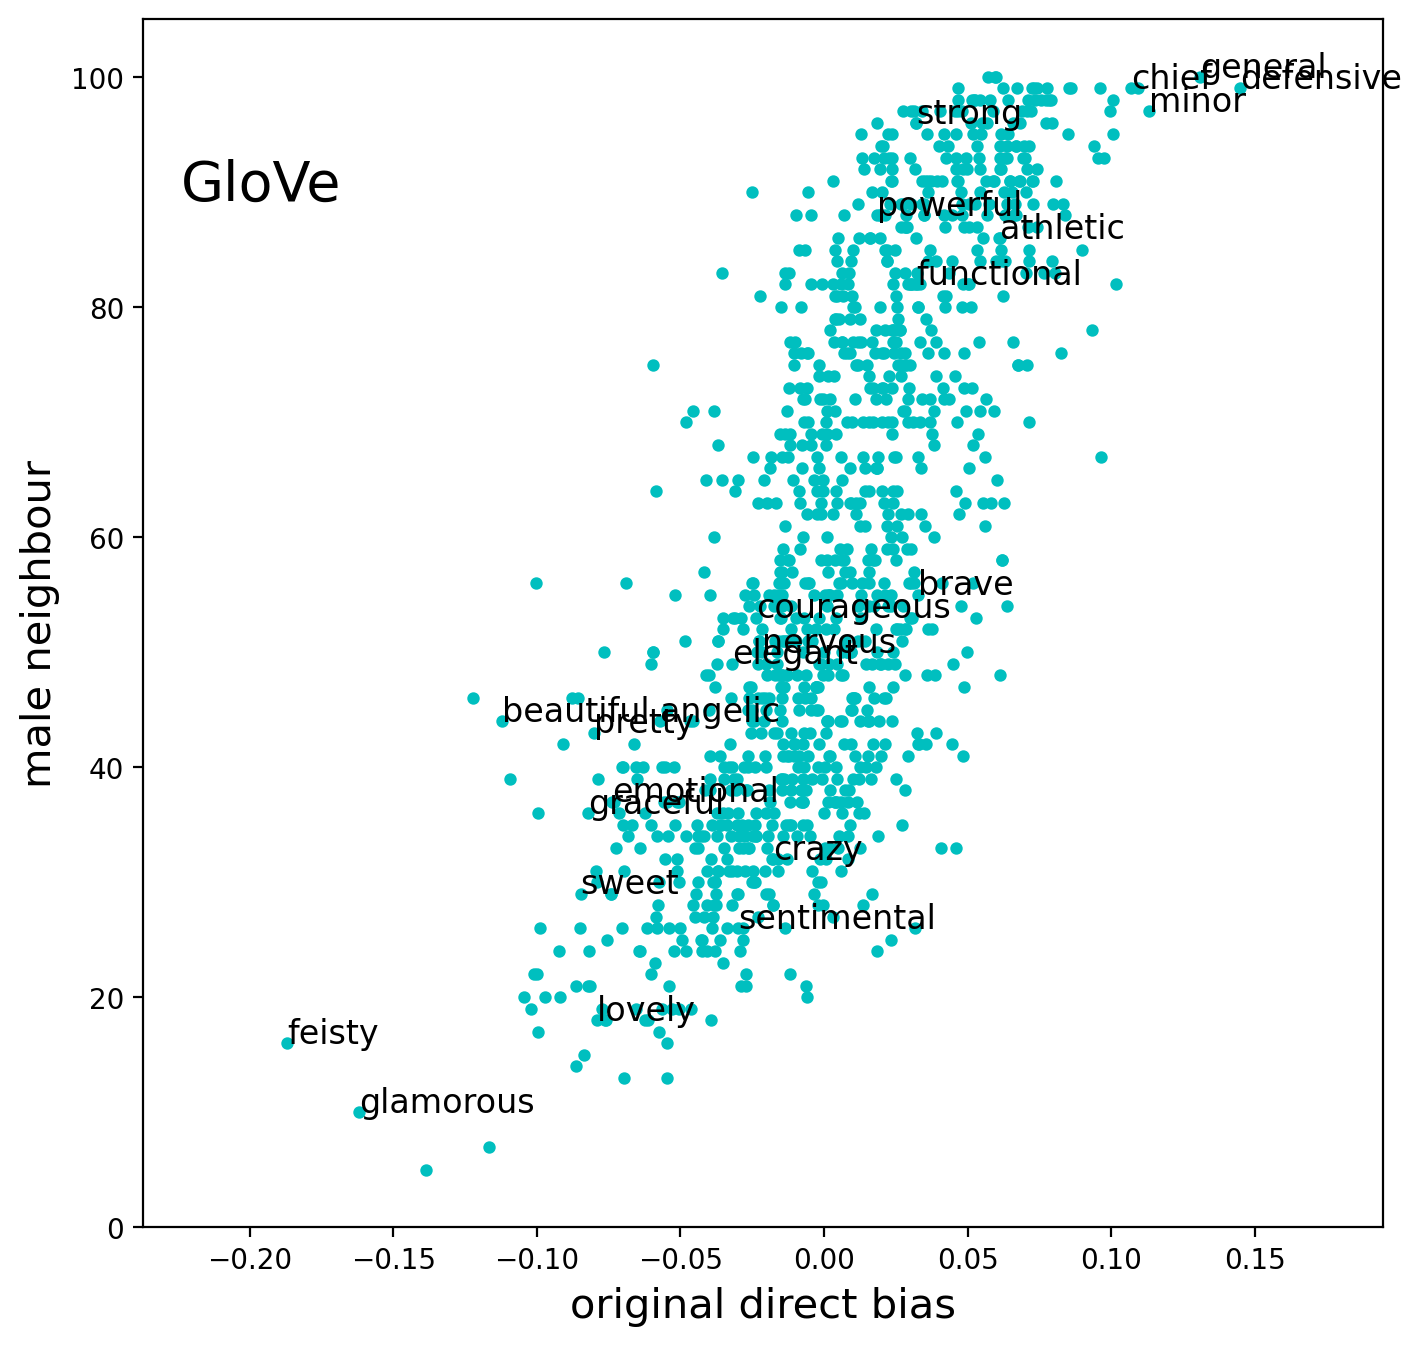 100
general
chief
defensive
minor
strong
GloVe
powerful
athletic
functional
80
male neighbour
60
brave
courageous
nervous
elegant
beautiful
angelic
pretty
40
emotional
graceful
crazy
sweet
sentimental
20
lovely
feisty
glamorous
0
−0.20 −0.15 −0.10 −0.05 0.00 0.05 0.10 0.15
original direct bias